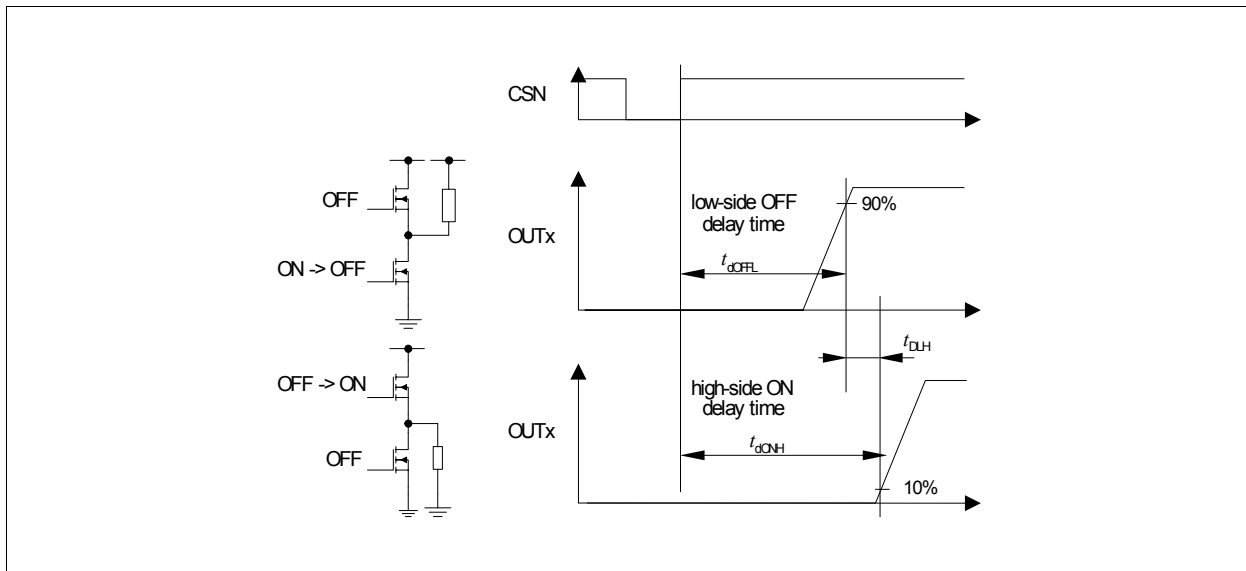 CSN
OFF
ON -> OFF
OUTx
low-side OFF
delay time
90%
tdOFFL
tDLH
OFF -> ON
OFF
OUTx
high-side ON
delay time
tdONH
10%